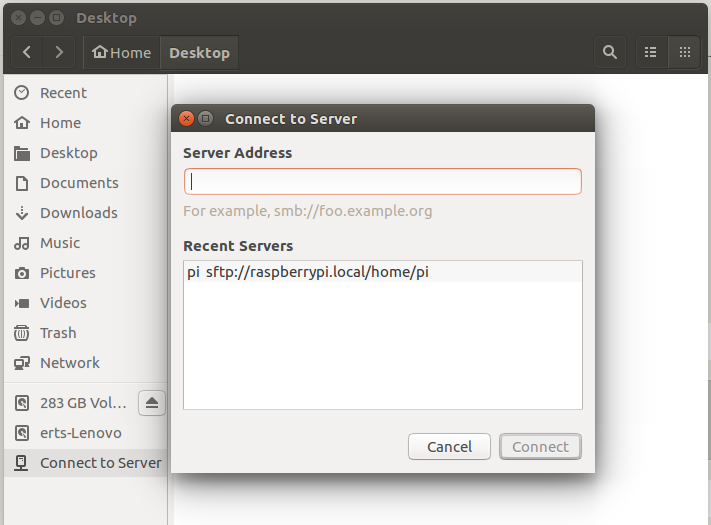 Desktop
Home Desktop
Recent
Home
Desktop
Documents
Downloads
Music
Pictures
Videos
Trash
Network
283 GB Vol...
erts-Lenovo
Connect to Server
Connect to Server
Server Address
For example, smb://foo.example.org
Recent Servers
pi sftp://raspberrypi.local/home/pi
Cancel Connect